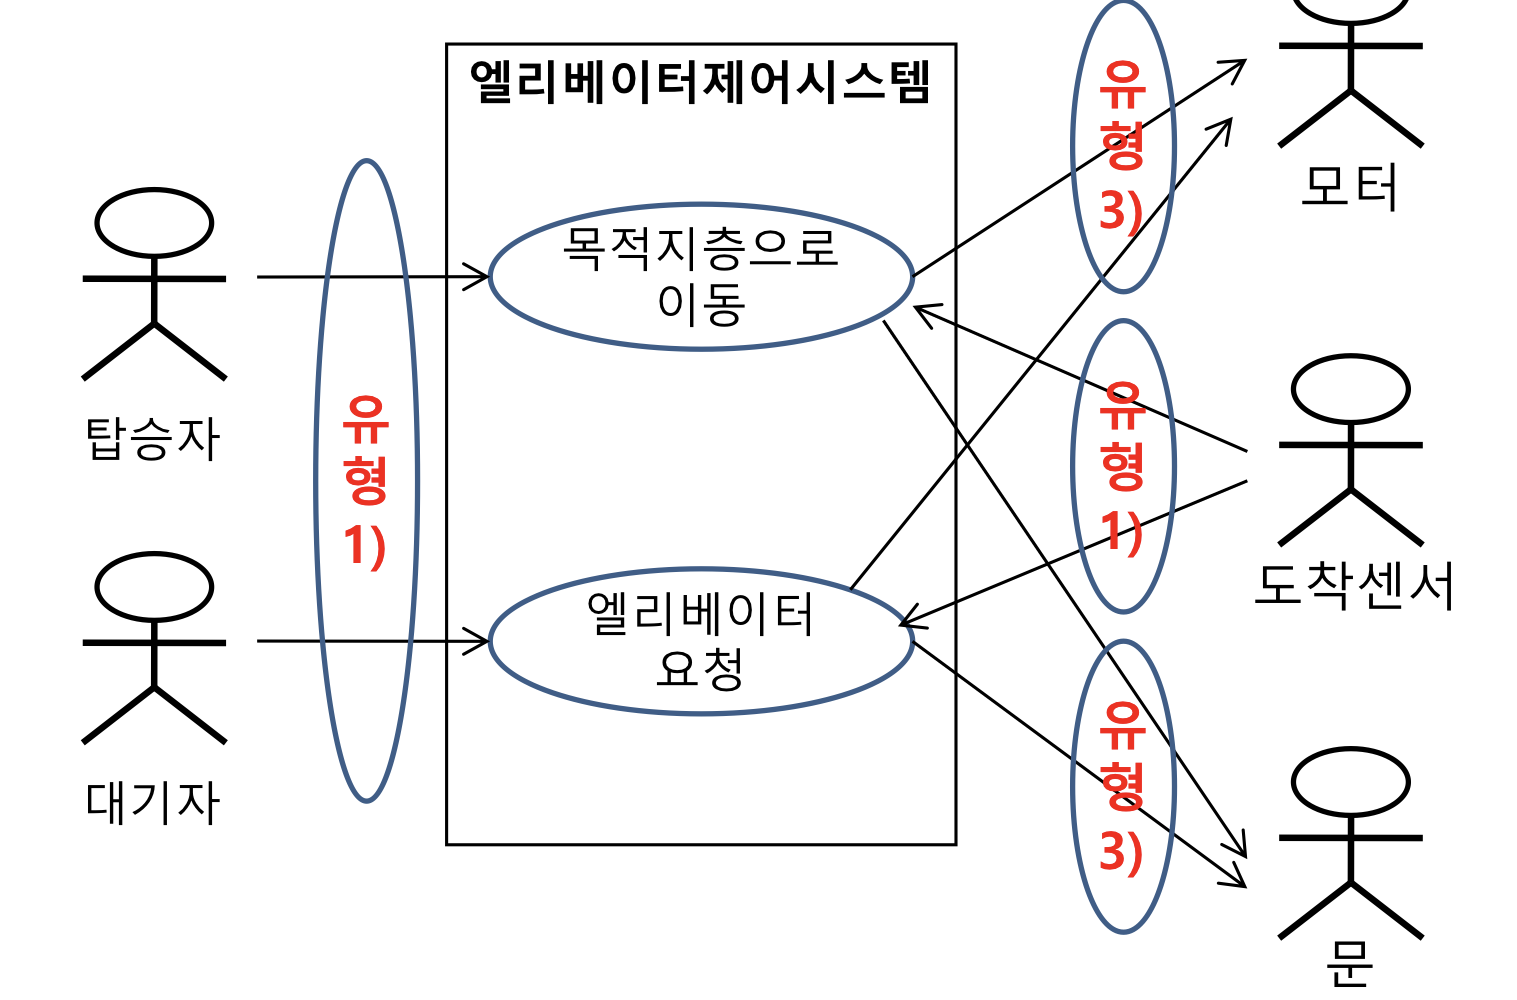 엘리베이터제어시스템
목적지층으로
이동
엘리베이터
요청
탑승자
대기자
유
형
1)
유
형
3)
유
형
1)
유
형
3)
모터
도착센서
문